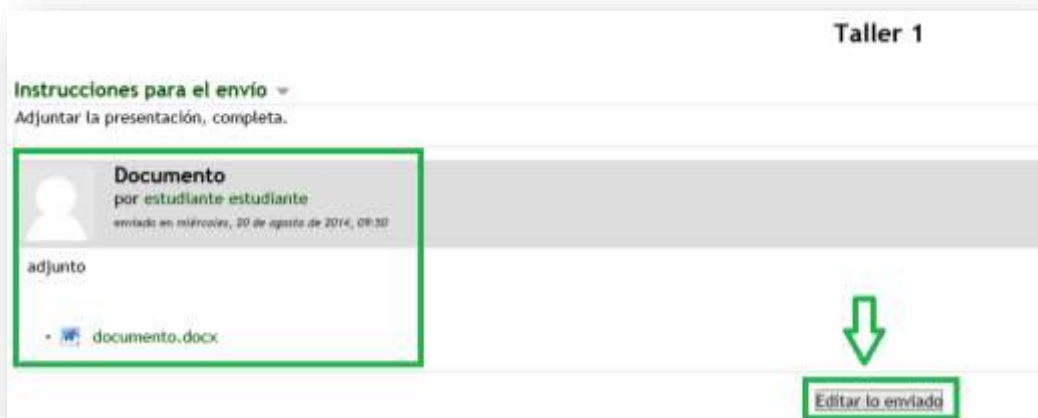 Taller 1
Instrucciones para el envío
Adjuntar la presentación, completa.
Documento
por estudiante estudiante
enviado en miércoles, 20 de agosto de 2014, 09:50
adjunto
documento.docx
Editar lo enviado